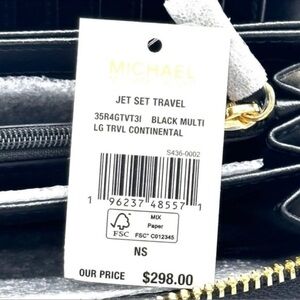 MICHAEL
JET SET TRAVEL
35R4GTVT3I BLACK MULTI
LG TRVL CONTINENTAL
S436-0002
1 96237 48557 1
FSC
MIX
Paper
FSC® C012345
NS
OUR PRICE $298.00